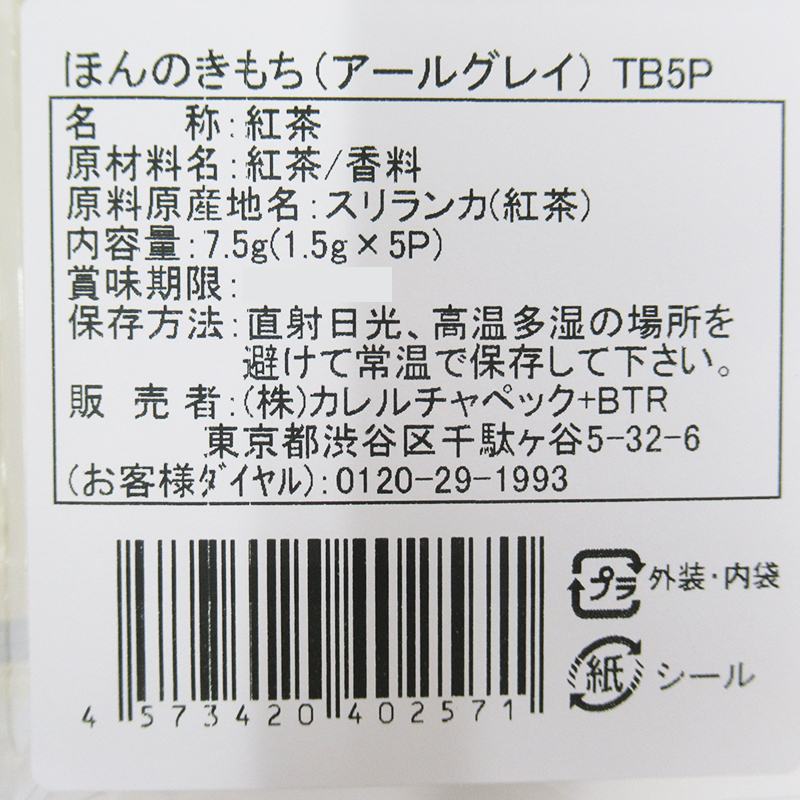 ほんのきもち(アールグレイ) TB5P
名　　称:紅茶
原材料名:紅茶/香料
原料原産地名:スリランカ(紅茶)
内容量:7.5g(1.5g×5P)
賞味期限:
保存方法:直射日光、高温多湿の場所を
避けて常温で保存して下さい。
販 売 者:(株)カレルチャペック+BTR
東京都渋谷区千駄ヶ谷5-32-6
(お客様ﾀﾞｲﾔﾙ):0120-29-1993
プラ 外装・内袋
紙 シール
4 573420 402571